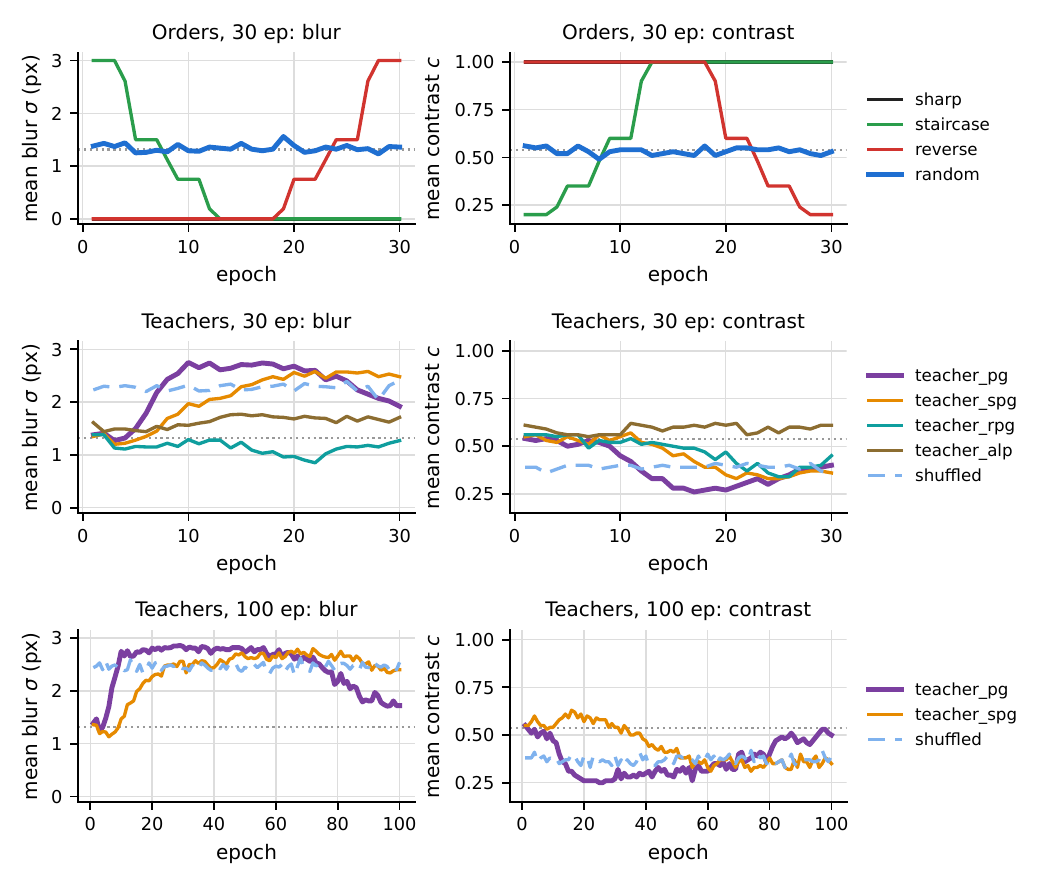 Orders, 30 ep: blur
mean blur σ (px)
3
2
1
0
0
10
20
30
epoch
Orders, 30 ep: contrast
mean contrast c
1.00
0.75
0.50
0.25
0
10
20
30
epoch
sharp
staircase
reverse
random
Teachers, 30 ep: blur
mean blur σ (px)
3
2
1
0
0
10
20
30
epoch
Teachers, 30 ep: contrast
mean contrast c
1.00
0.75
0.50
0.25
0
10
20
30
epoch
teacher_pg
teacher_spg
teacher_rpg
teacher_alp
shuffled
Teachers, 100 ep: blur
mean blur σ (px)
3
2
1
0
0
20
40
60
80
100
epoch
Teachers, 100 ep: contrast
mean contrast c
1.00
0.75
0.50
0.25
0
20
40
60
80
100
epoch
teacher_pg
teacher_spg
shuffled